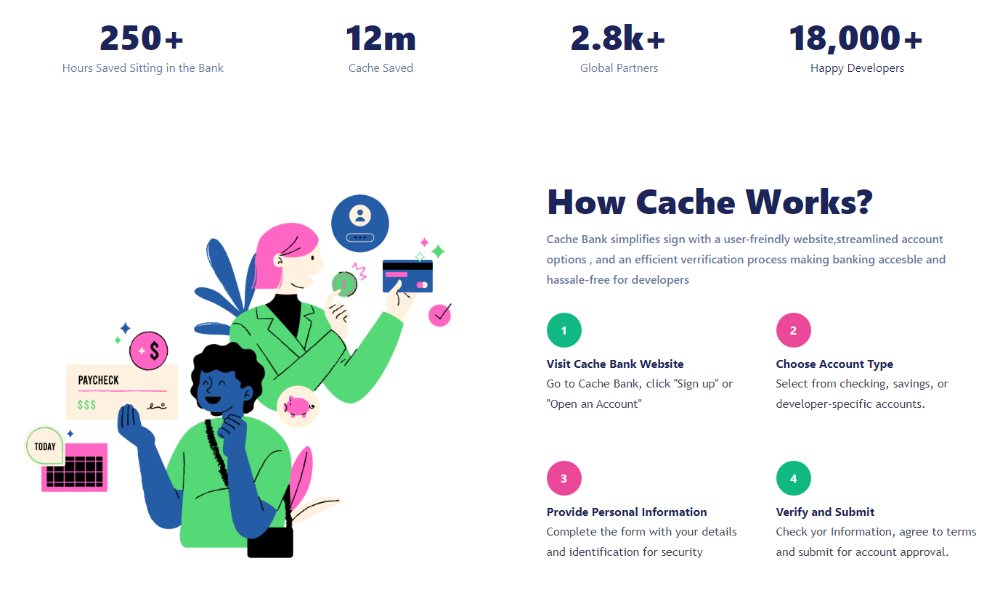 250+
Hours Saved Sitting in the Bank
12m
Cache Saved
2.8k+
Global Partners
18,000+
Happy Developers
How Cache Works?
Cache Bank simplifies sign with a user-freindly website,streamlined account
options , and an efficient verrification process making banking accesble and
hassale-free for developers
1
Visit Cache Bank Website
Go to Cache Bank, click "Sign up" or
"Open an Account"
2
Choose Account Type
Select from checking, savings, or
developer-specific accounts.
3
Provide Personal Information
Complete the form with your details
and identification for security
4
Verify and Submit
Check yor Information, agree to terms
and submit for account approval.
$
+ $
PAYCHECK
$$$
TODAY